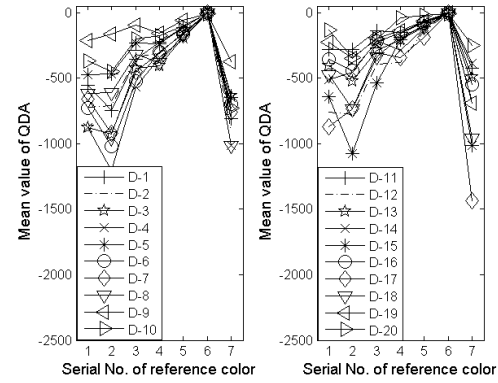 Mean value of QDA
0
-500
-1000
-1500
-2000
-2500
1 2 3 4 5 6 7
Serial No. of reference color
D-1
D-2
D-3
D-4
D-5
D-6
D-7
D-8
D-9
D-10
Mean value of QDA
0
-500
-1000
-1500
-2000
-2500
1 2 3 4 5 6 7
Serial No. of reference color
D-11
D-12
D-13
D-14
D-15
D-16
D-17
D-18
D-19
D-20